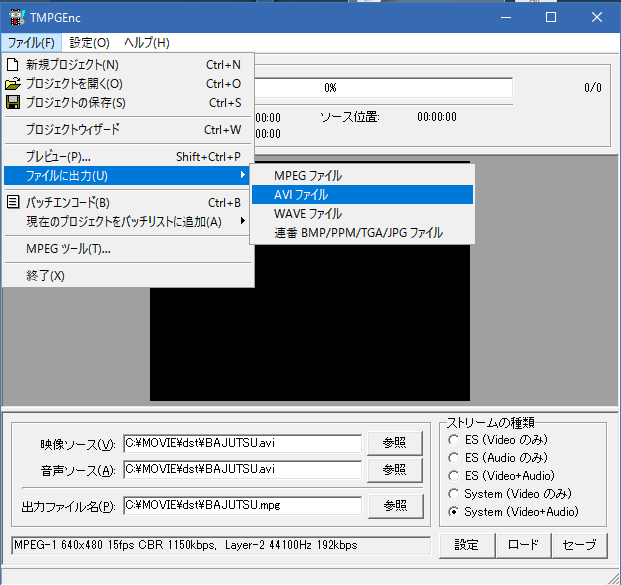 TMPGEnc
ファイル(F) 設定(O) ヘルプ(H)
新規プロジェクト(N) Ctrl+N
プロジェクトを開く(O) Ctrl+O
プロジェクトの保存(S) Ctrl+S
プロジェクトウィザード Ctrl+W
プレビュー(P)... Shift+Ctrl+P
ファイルに出力(U)
バッチエンコード(B) Ctrl+B
現在のプロジェクトをバッチリストに追加(A)
MPEG ツール(T)...
終了(X)
MPEG ファイル
AVI ファイル
WAVE ファイル
連番 BMP/PPM/TGA/JPG ファイル
0% 0/0
00:00 ソース位置: 00:00:00
00:00
映像ソース(V): C:¥MOVIE¥dst¥BAJUTSU.avi 参照
音声ソース(A): C:¥MOVIE¥dst¥BAJUTSU.avi 参照
出力ファイル名(P): C:¥MOVIE¥dst¥BAJUTSU.mpg 参照
MPEG-1 640x480 15fps CBR 1150kbps, Layer-2 44100Hz 192kbps
ストリームの種類
ES (Video のみ)
ES (Audio のみ)
ES (Video+Audio)
System (Video のみ)
System (Video+Audio)
設定 ロード セーブ